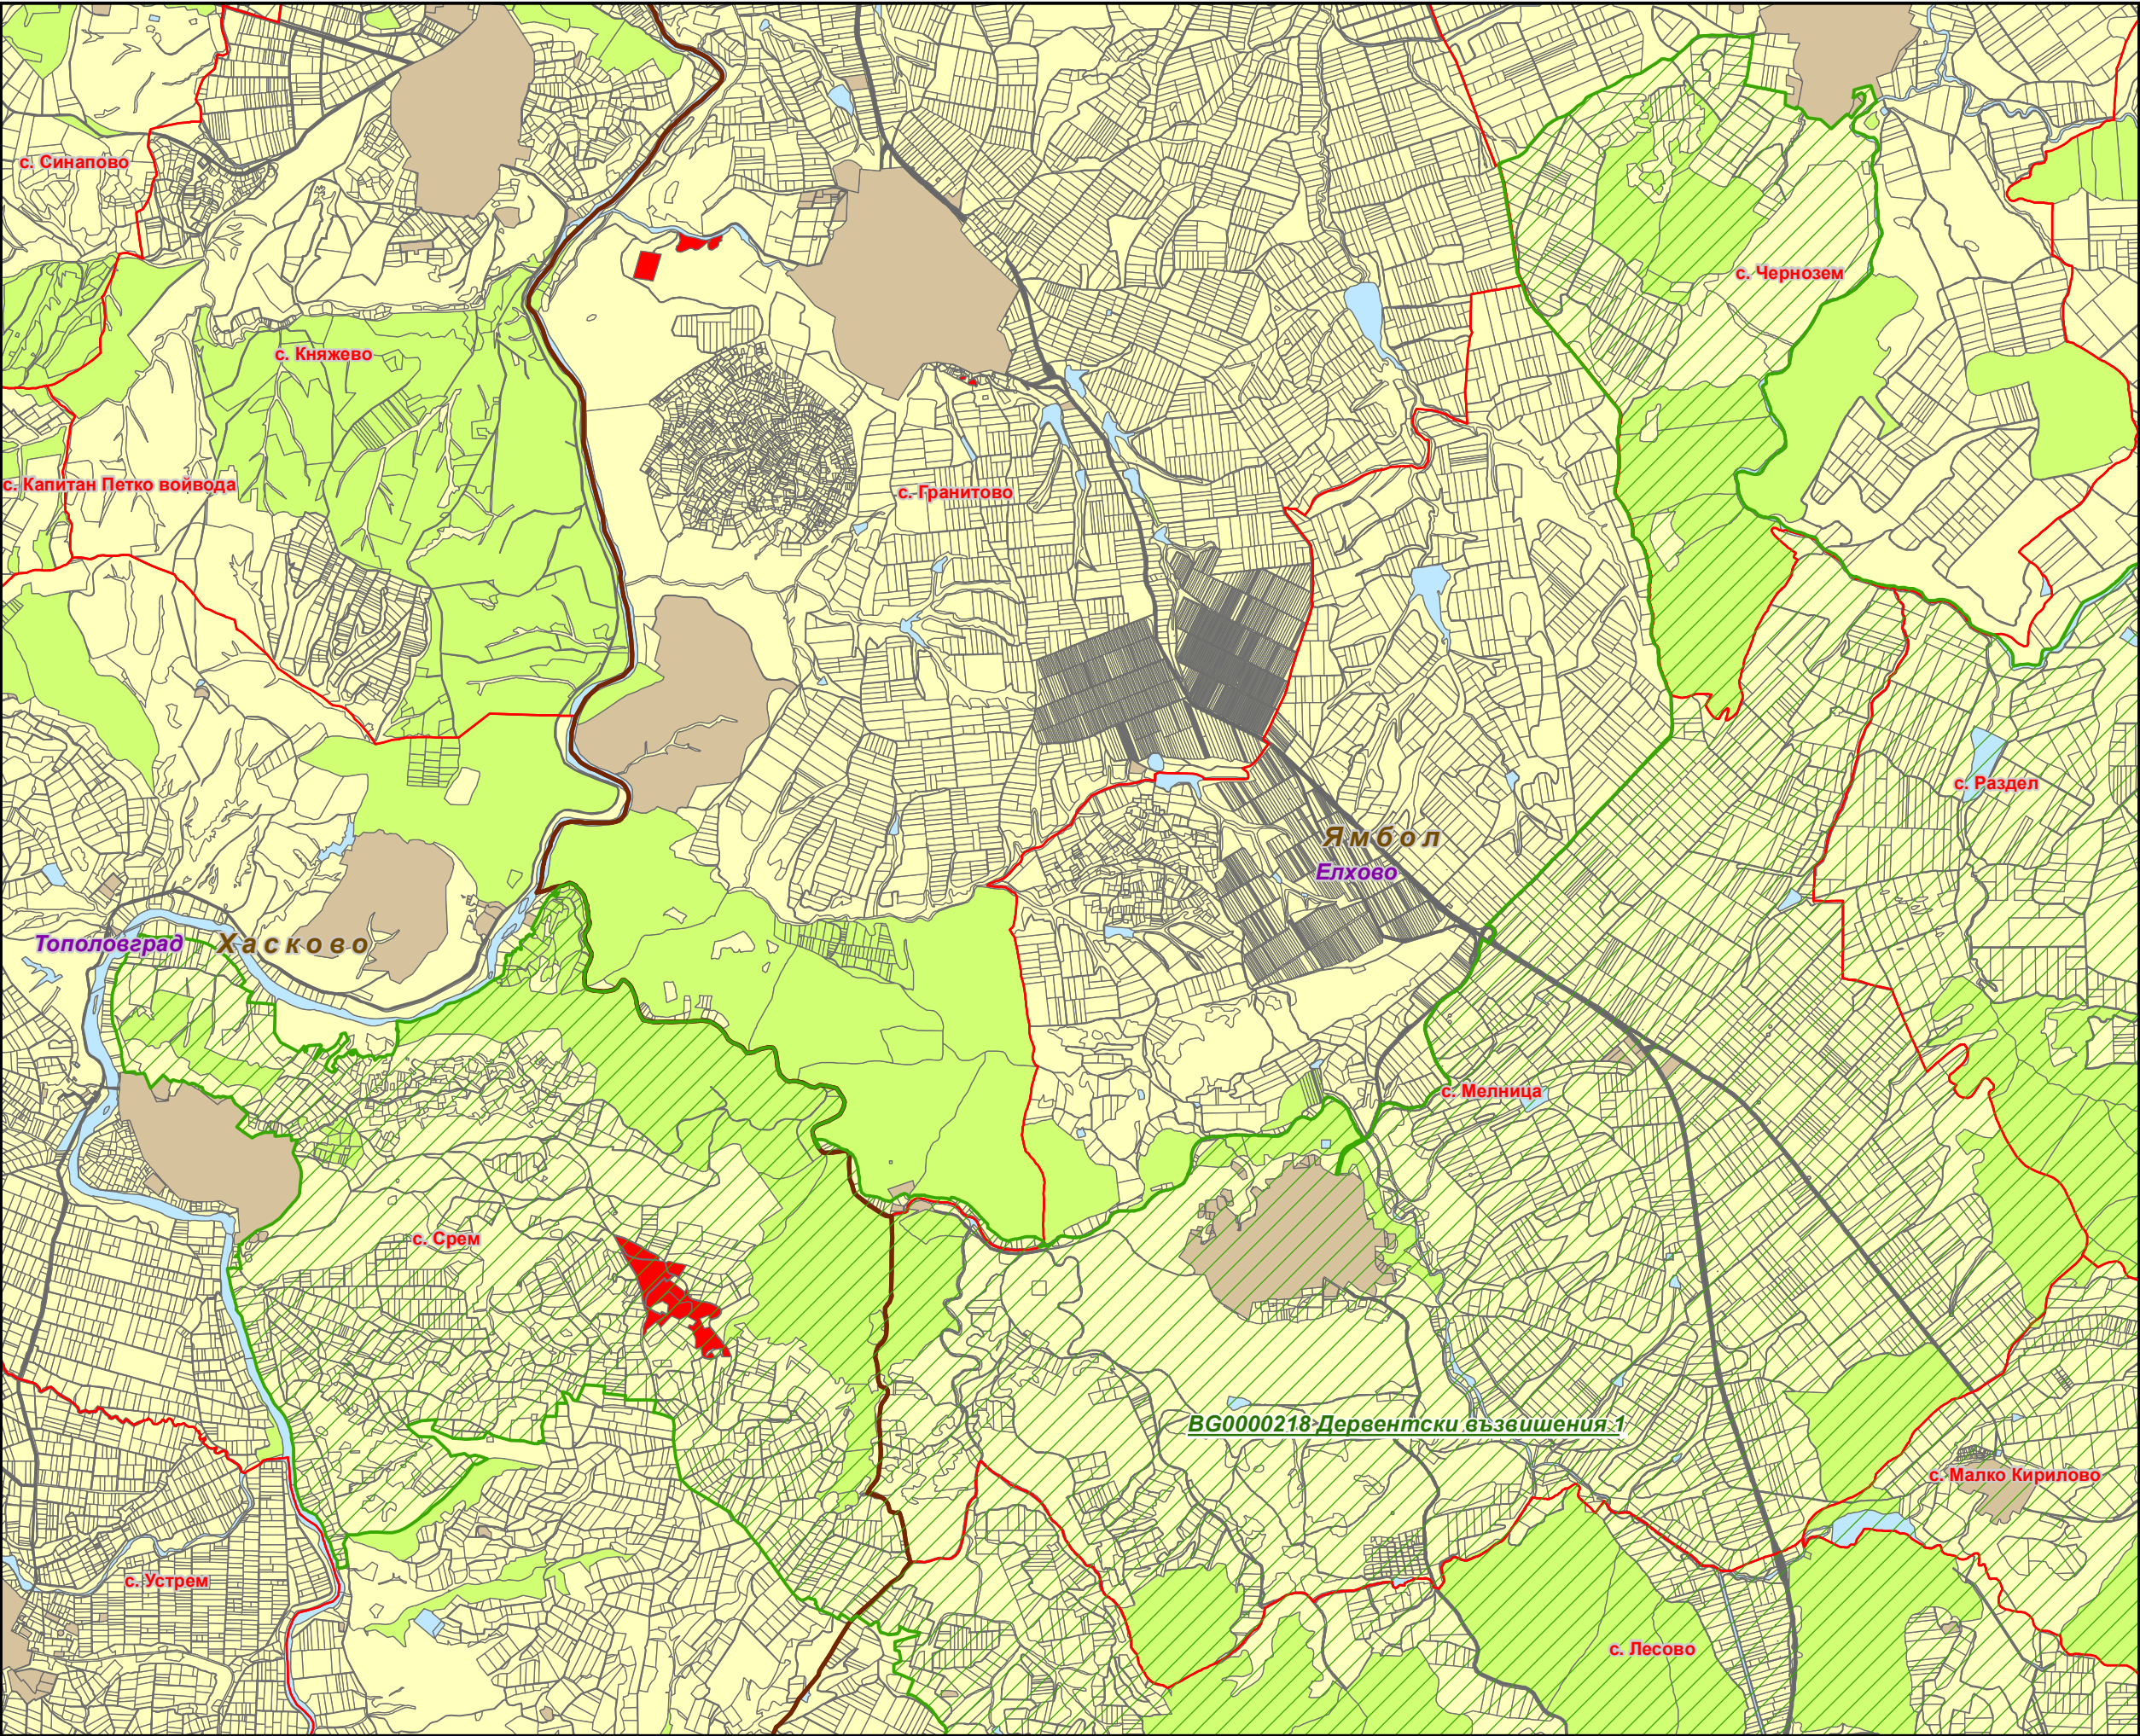 с. Синапово
с. Чернозем
с. Княжево
с. Капитан Петко войвода
с. Гранитово
с. Раздел
Ямбол
Елхово
Тополовград
Хасково
с. Мелница
с. Срем
BG0000218 Дервентски възвишения 1
с. Малко Кирилово
с. Устрем
с. Лесово